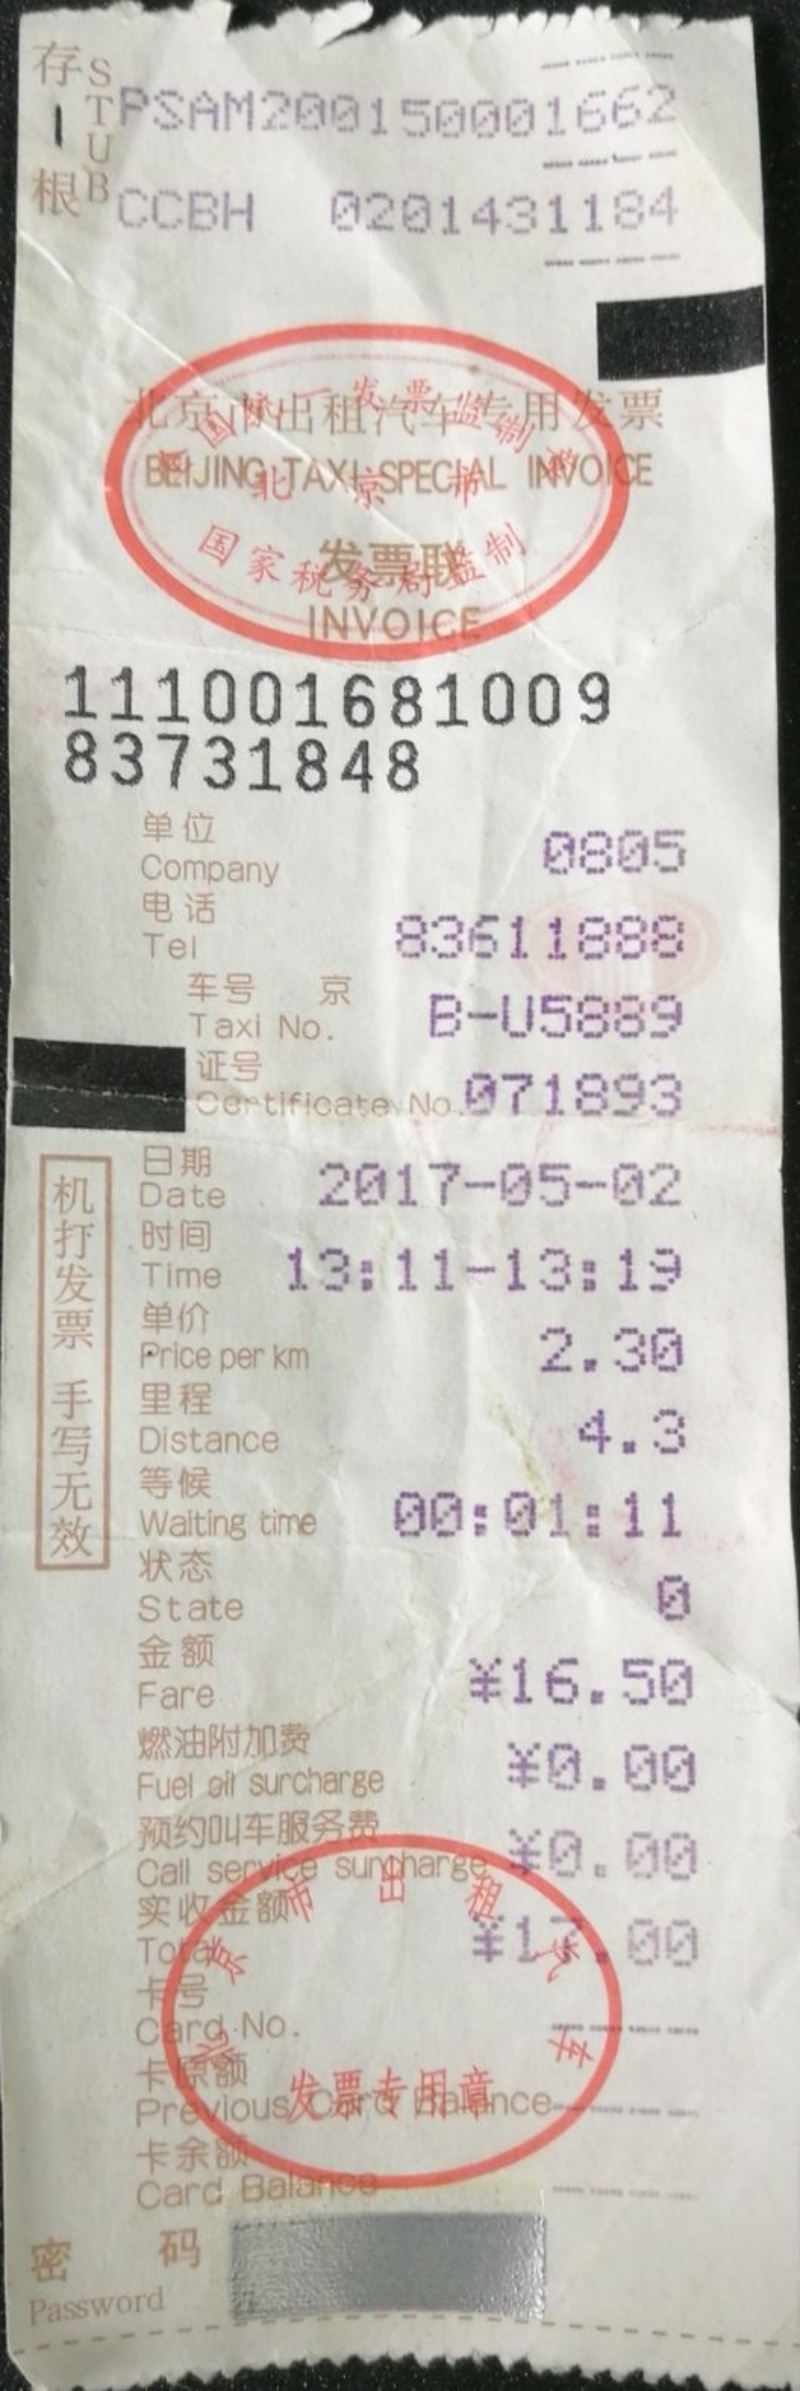 存根
STUB
PSAM200150001662
CCBH 0201431184
北京市出租汽车专用发票
BEIJING TAXI SPECIAL INVOICE
全国统一发票监制章
北京市
国家税务局监制
发票联
INVOICE
111001681009
83731848
单位 0805
Company
电话 83611888
Tel
车号 京 B-U5889
Taxi No.
证号 071893
Certificate No.
机打发票 手写无效
日期 2017-05-02
Date
时间 13:11-13:19
Time
单价 2.30
Price per km
里程 4.3
Distance
等候 00:01:11
Waiting time
状态 0
State
金额 ¥16.50
Fare
燃油附加费 ¥0.00
Fuel oil surcharge
预约叫车服务费 ¥0.00
Call service surcharge
实收金额 ¥17.00
Total
卡号 ----
Card No.
卡原额 ----
Previous Card Balance
卡余额 ----
Card Balance
北京市出租汽车
发票专用章
密码
Password